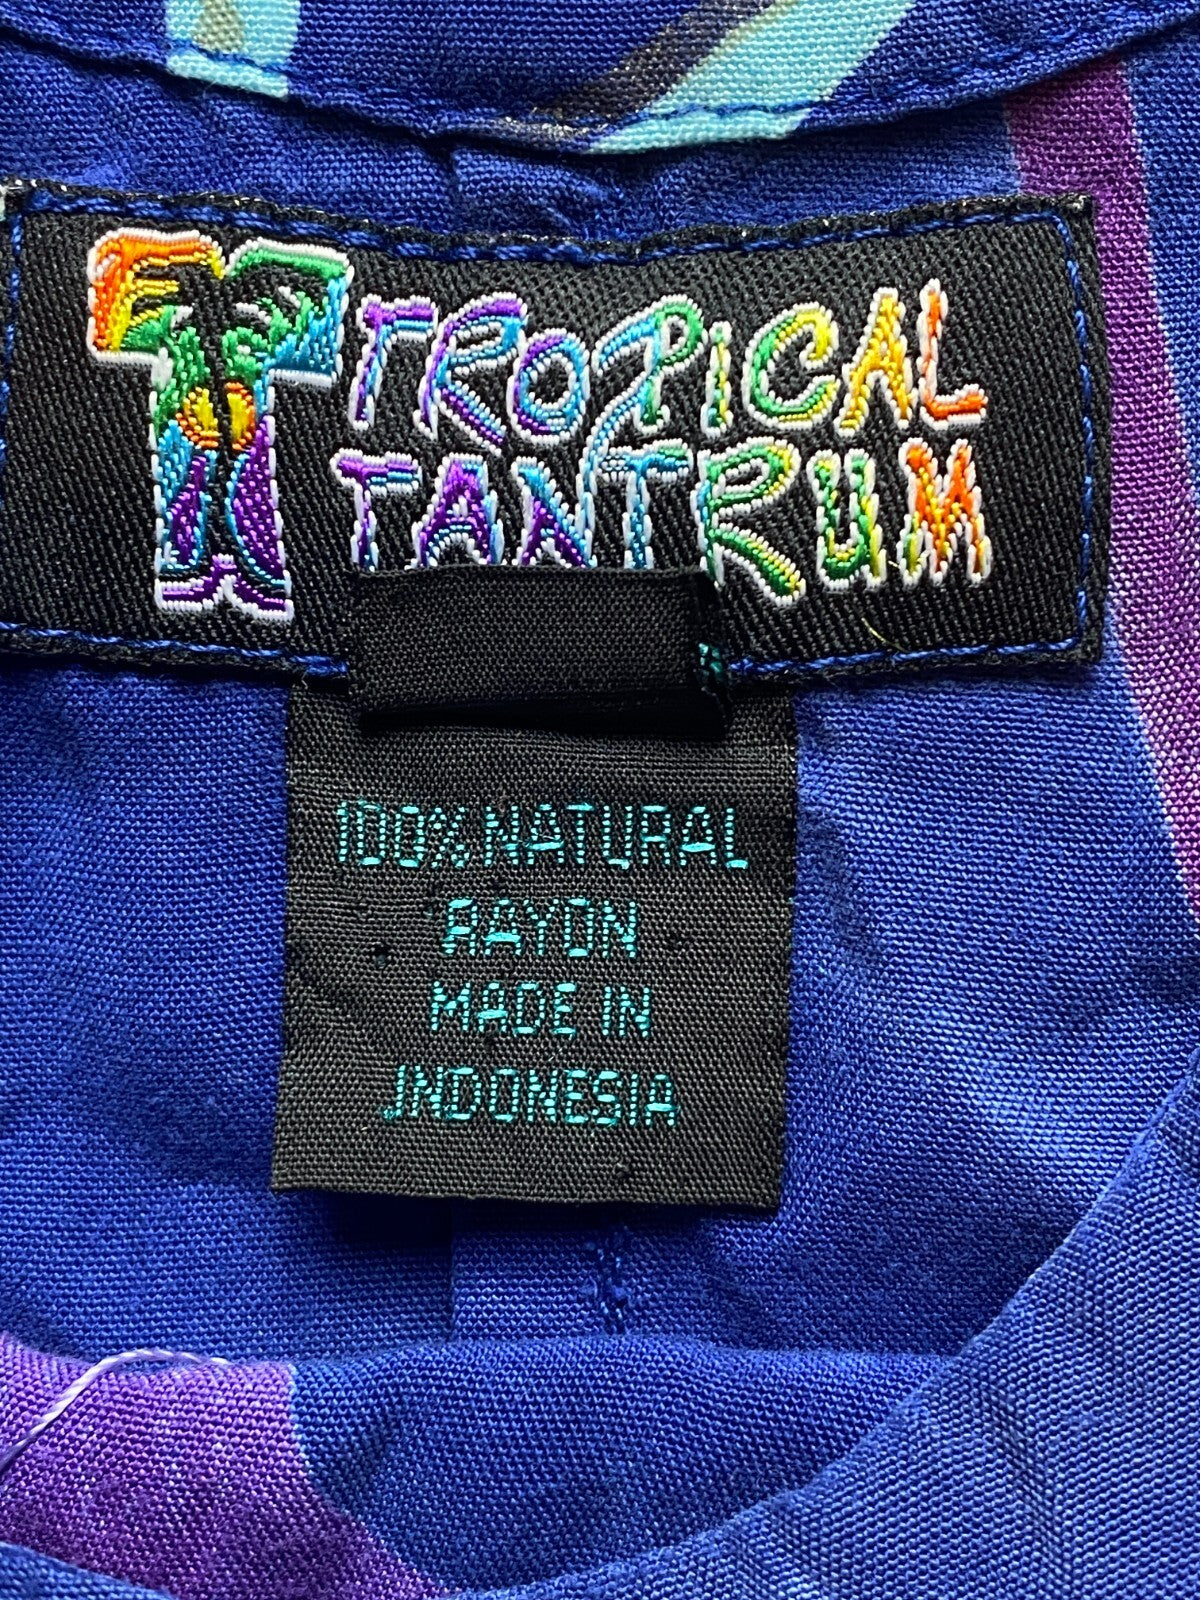 TROPICAL
TANTRUM
100% NATURAL
RAYON
MADE IN
INDONESIA